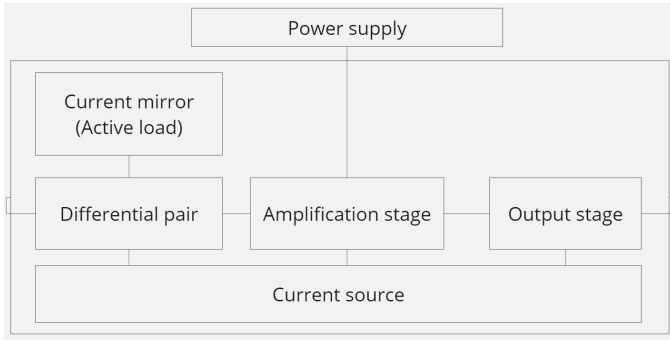 Power supply
Current mirror
(Active load)
Differential pair
Amplification stage
Output stage
Current source